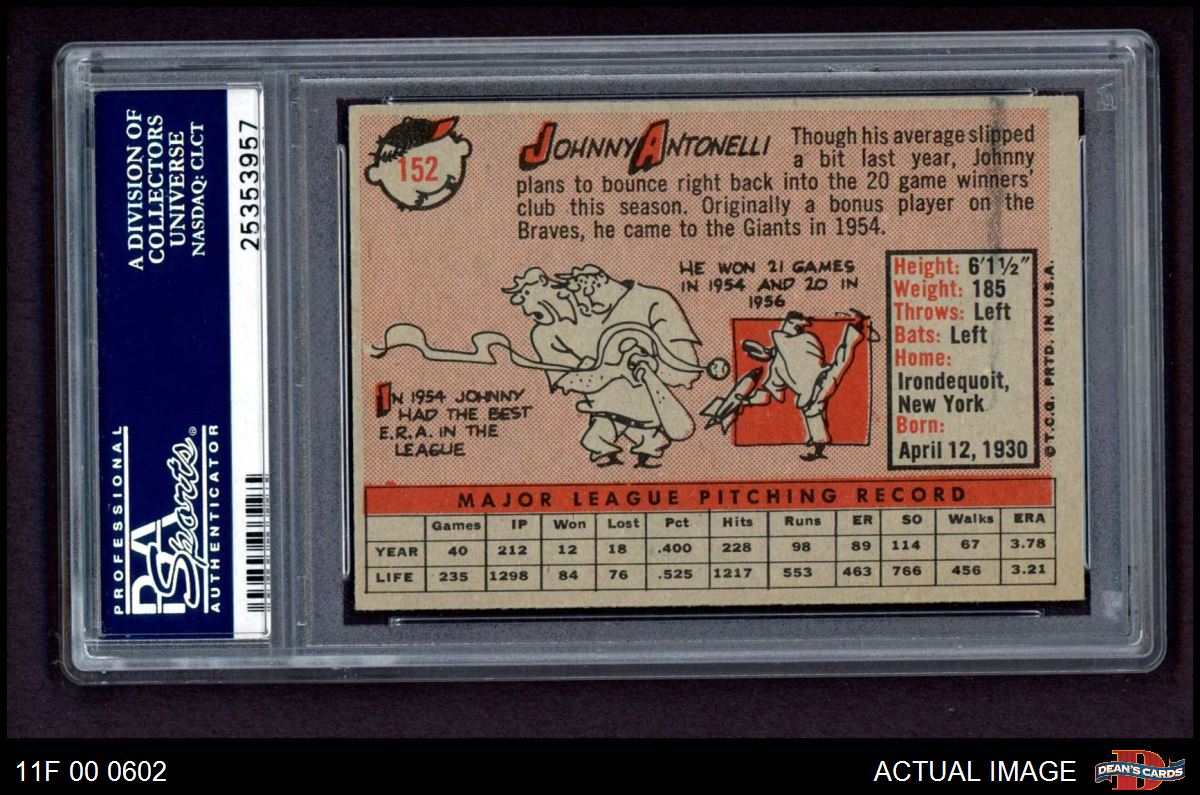 A DIVISION OF
COLLECTORS
UNIVERSE
NASDAQ: CLCT
25353957
PROFESSIONAL
PSA
Sports®
AUTHENTICATOR
152
JOHNNY ANTONELLI
Though his average slipped
a bit last year, Johnny
plans to bounce right back into the 20 game winners'
club this season. Originally a bonus player on the
Braves, he came to the Giants in 1954.
HE WON 21 GAMES
IN 1954 AND 20 IN
1956
IN 1954 JOHNNY
HAD THE BEST
E.R.A. IN THE
LEAGUE
Height: 6'1½"
Weight: 185
Throws: Left
Bats: Left
Home:
Irondequoit,
New York
Born:
April 12, 1930
© T.C.G. PRTD. IN U.S.A.
MAJOR LEAGUE PITCHING RECORD
Games IP Won Lost Pct Hits Runs ER SO Walks ERA
YEAR 40 212 12 18 .400 228 98 89 114 67 3.78
LIFE 235 1298 84 76 .525 1217 553 463 766 456 3.21
11F 00 0602
ACTUAL IMAGE
DEAN'S CARDS